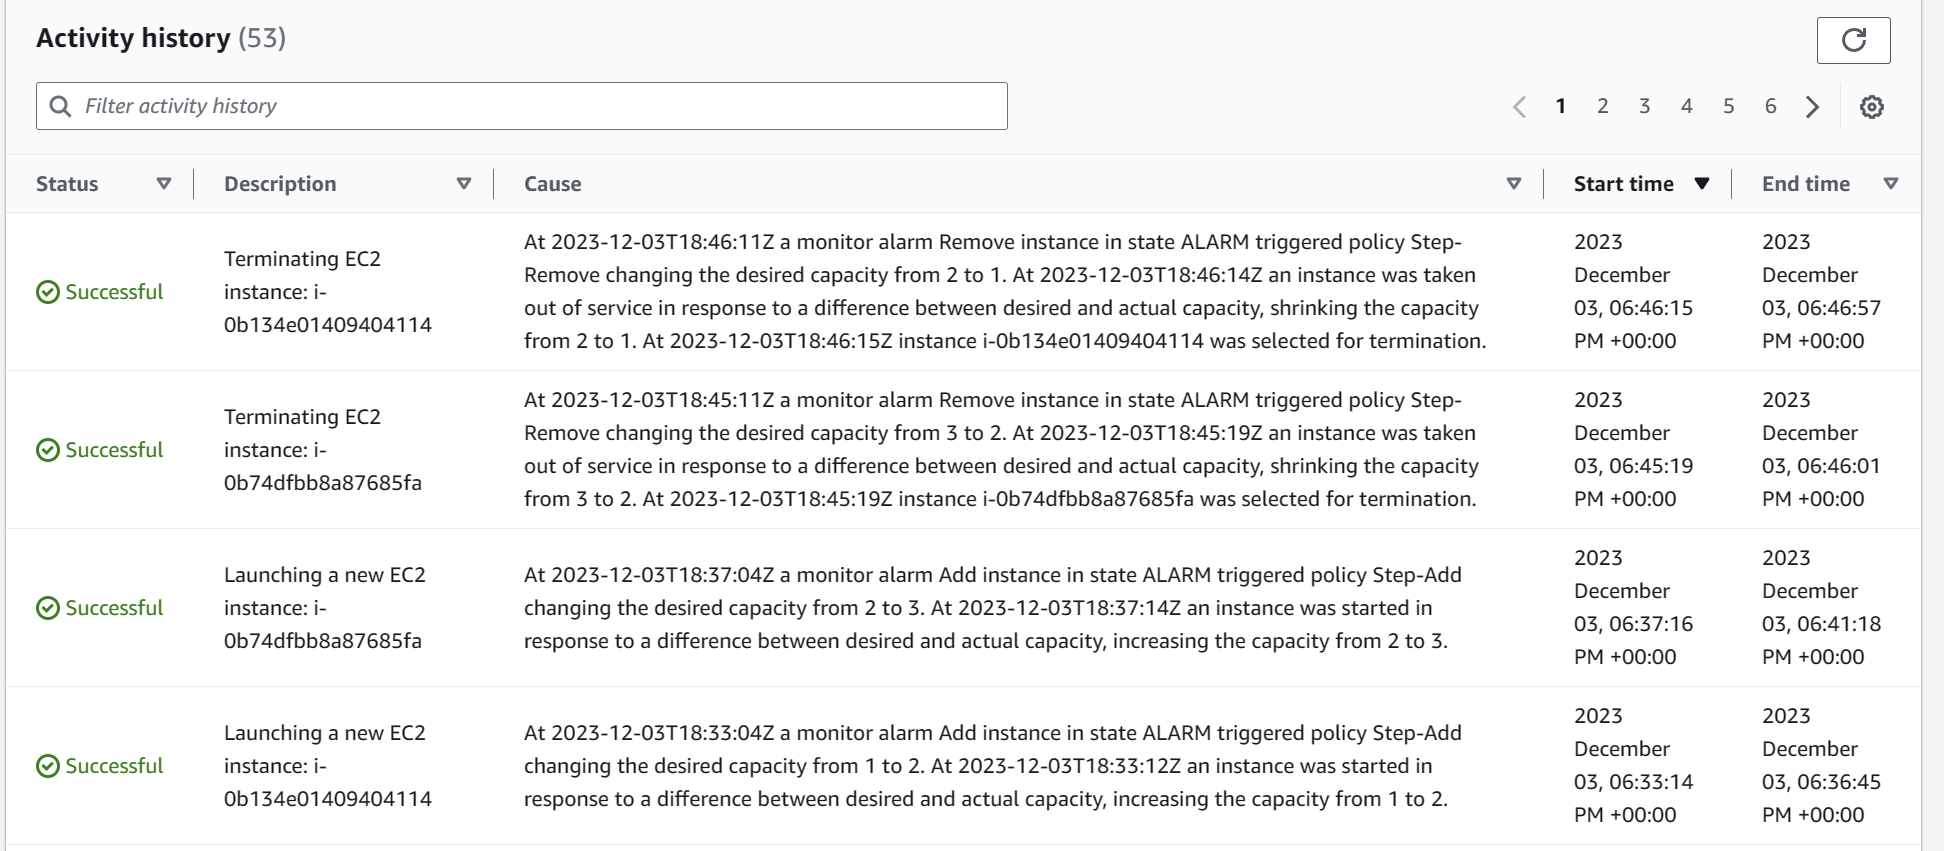 Activity history (53)
Filter activity history
1 2 3 4 5 6
Status Description Cause Start time End time
Successful
Terminating EC2
instance: i-
0b134e01409404114
At 2023-12-03T18:46:11Z a monitor alarm Remove instance in state ALARM triggered policy Step-
Remove changing the desired capacity from 2 to 1. At 2023-12-03T18:46:14Z an instance was taken
out of service in response to a difference between desired and actual capacity, shrinking the capacity
from 2 to 1. At 2023-12-03T18:46:15Z instance i-0b134e01409404114 was selected for termination.
2023
December
03, 06:46:15
PM +00:00
2023
December
03, 06:46:57
PM +00:00
Successful
Terminating EC2
instance: i-
0b74dfbb8a87685fa
At 2023-12-03T18:45:11Z a monitor alarm Remove instance in state ALARM triggered policy Step-
Remove changing the desired capacity from 3 to 2. At 2023-12-03T18:45:19Z an instance was taken
out of service in response to a difference between desired and actual capacity, shrinking the capacity
from 3 to 2. At 2023-12-03T18:45:19Z instance i-0b74dfbb8a87685fa was selected for termination.
2023
December
03, 06:45:19
PM +00:00
2023
December
03, 06:46:01
PM +00:00
Successful
Launching a new EC2
instance: i-
0b74dfbb8a87685fa
At 2023-12-03T18:37:04Z a monitor alarm Add instance in state ALARM triggered policy Step-Add
changing the desired capacity from 2 to 3. At 2023-12-03T18:37:14Z an instance was started in
response to a difference between desired and actual capacity, increasing the capacity from 2 to 3.
2023
December
03, 06:37:16
PM +00:00
2023
December
03, 06:41:18
PM +00:00
Successful
Launching a new EC2
instance: i-
0b134e01409404114
At 2023-12-03T18:33:04Z a monitor alarm Add instance in state ALARM triggered policy Step-Add
changing the desired capacity from 1 to 2. At 2023-12-03T18:33:12Z an instance was started in
response to a difference between desired and actual capacity, increasing the capacity from 1 to 2.
2023
December
03, 06:33:14
PM +00:00
2023
December
03, 06:36:45
PM +00:00